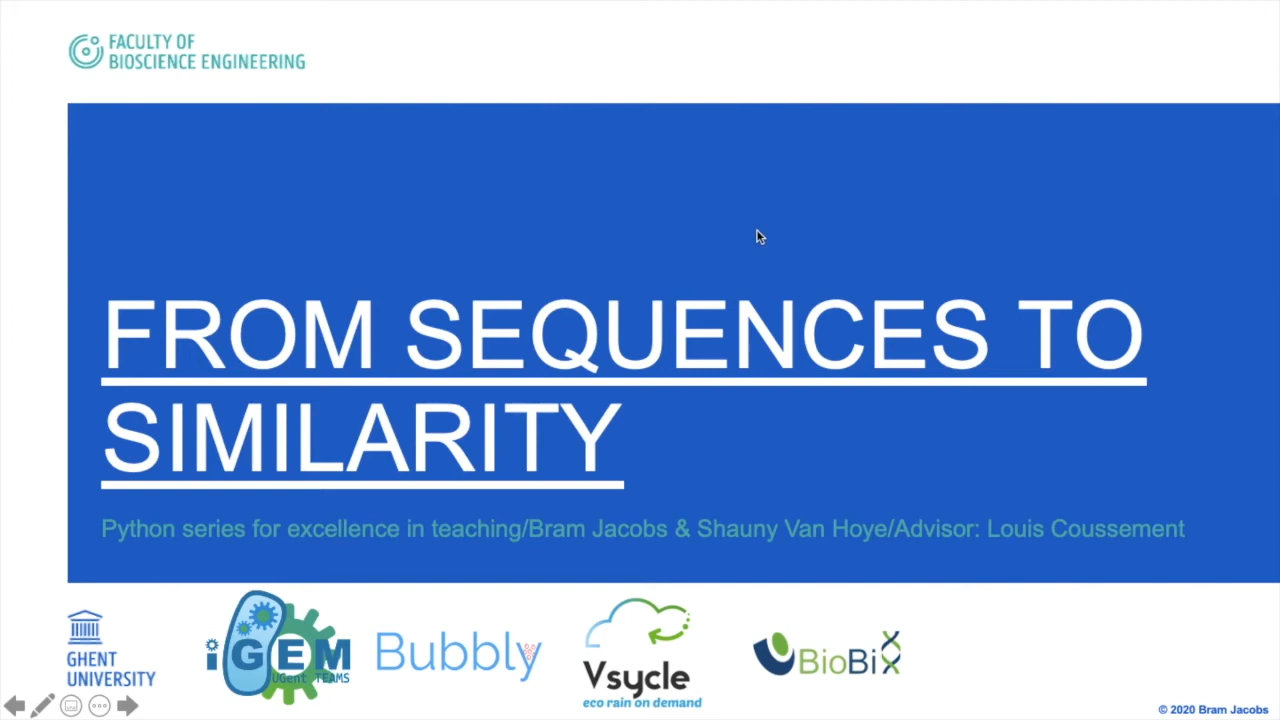 FACULTY OF
BIOSCIENCE ENGINEERING
FROM SEQUENCES TO
SIMILARITY
Python series for excellence in teaching/Bram Jacobs & Shauny Van Hoye/Advisor: Louis Coussement
GHENT
UNIVERSITY
iGEM
UGent TEAMS
Bubbly
Vsycle
eco rain on demand
BioBiX
© 2020 Bram Jacobs